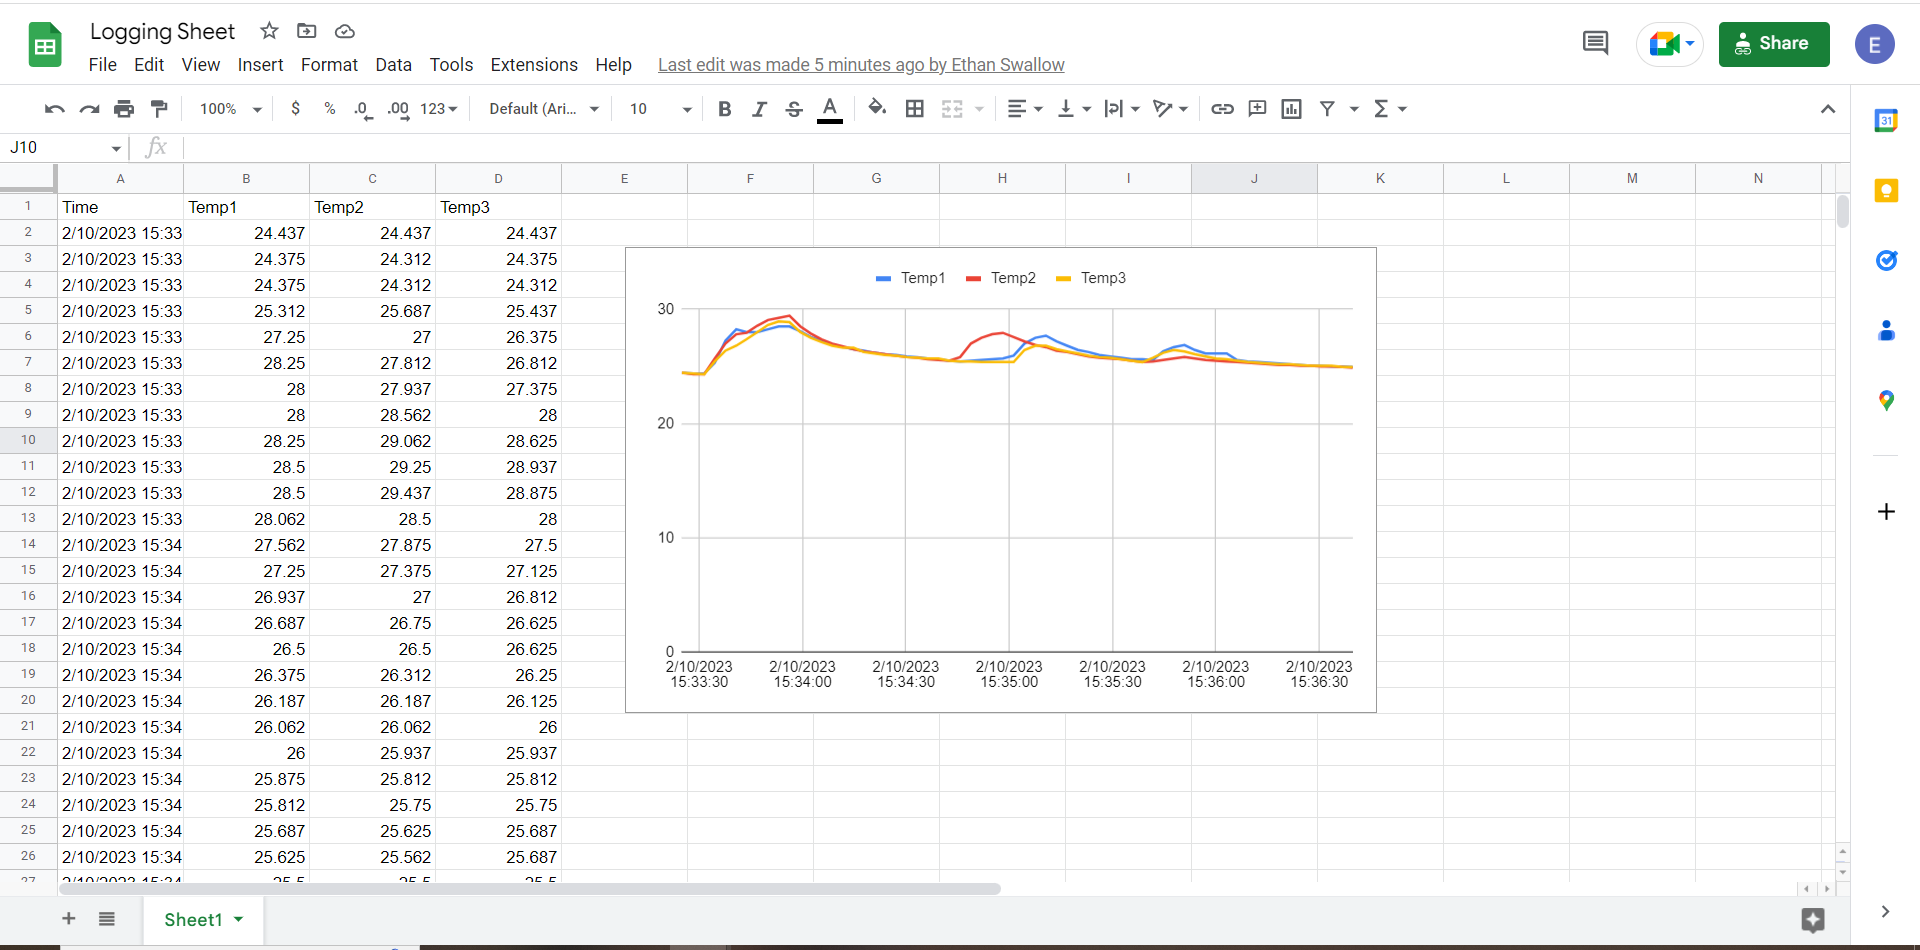 Logging Sheet
File Edit View Insert Format Data Tools Extensions Help Last edit was made 5 minutes ago by Ethan Swallow
Share
E
100% $ % .0 .00 123 Default (Ari... 10 B I S A
31
J10 fx
A B C D E F G H I J K L M N
1 Time Temp1 Temp2 Temp3
2 2/10/2023 15:33 24.437 24.437 24.437
3 2/10/2023 15:33 24.375 24.312 24.375
4 2/10/2023 15:33 24.375 24.312 24.312
5 2/10/2023 15:33 25.312 25.687 25.437
6 2/10/2023 15:33 27.25 27 26.375
7 2/10/2023 15:33 28.25 27.812 26.812
8 2/10/2023 15:33 28 27.937 27.375
9 2/10/2023 15:33 28 28.562 28
10 2/10/2023 15:33 28.25 29.062 28.625
11 2/10/2023 15:33 28.5 29.25 28.937
12 2/10/2023 15:33 28.5 29.437 28.875
13 2/10/2023 15:33 28.062 28.5 28
14 2/10/2023 15:34 27.562 27.875 27.5
15 2/10/2023 15:34 27.25 27.375 27.125
16 2/10/2023 15:34 26.937 27 26.812
17 2/10/2023 15:34 26.687 26.75 26.625
18 2/10/2023 15:34 26.5 26.5 26.625
19 2/10/2023 15:34 26.375 26.312 26.25
20 2/10/2023 15:34 26.187 26.187 26.125
21 2/10/2023 15:34 26.062 26.062 26
22 2/10/2023 15:34 26 25.937 25.937
23 2/10/2023 15:34 25.875 25.812 25.812
24 2/10/2023 15:34 25.812 25.75 25.75
25 2/10/2023 15:34 25.687 25.625 25.687
26 2/10/2023 15:34 25.625 25.562 25.687
27 2/10/2023 15:34 25.5 25.5 25.5
Temp1 Temp2 Temp3
30
20
10
0
2/10/2023 2/10/2023 2/10/2023 2/10/2023 2/10/2023 2/10/2023 2/10/2023
15:33:30 15:34:00 15:34:30 15:35:00 15:35:30 15:36:00 15:36:30
Sheet1